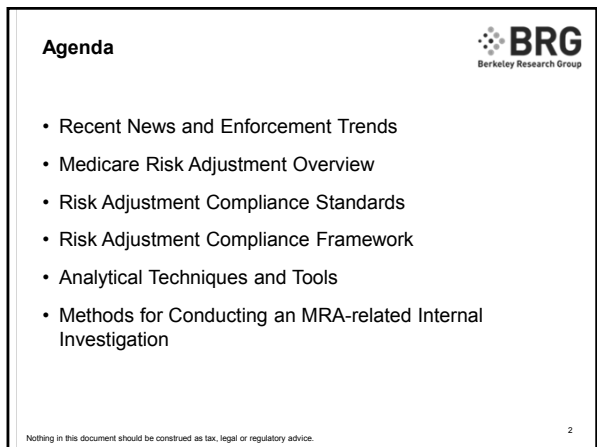 Agenda
BRG
Berkeley Research Group
• Recent News and Enforcement Trends
• Medicare Risk Adjustment Overview
• Risk Adjustment Compliance Standards
• Risk Adjustment Compliance Framework
• Analytical Techniques and Tools
• Methods for Conducting an MRA-related Internal
Investigation
Nothing in this document should be construed as tax, legal or regulatory advice.
2